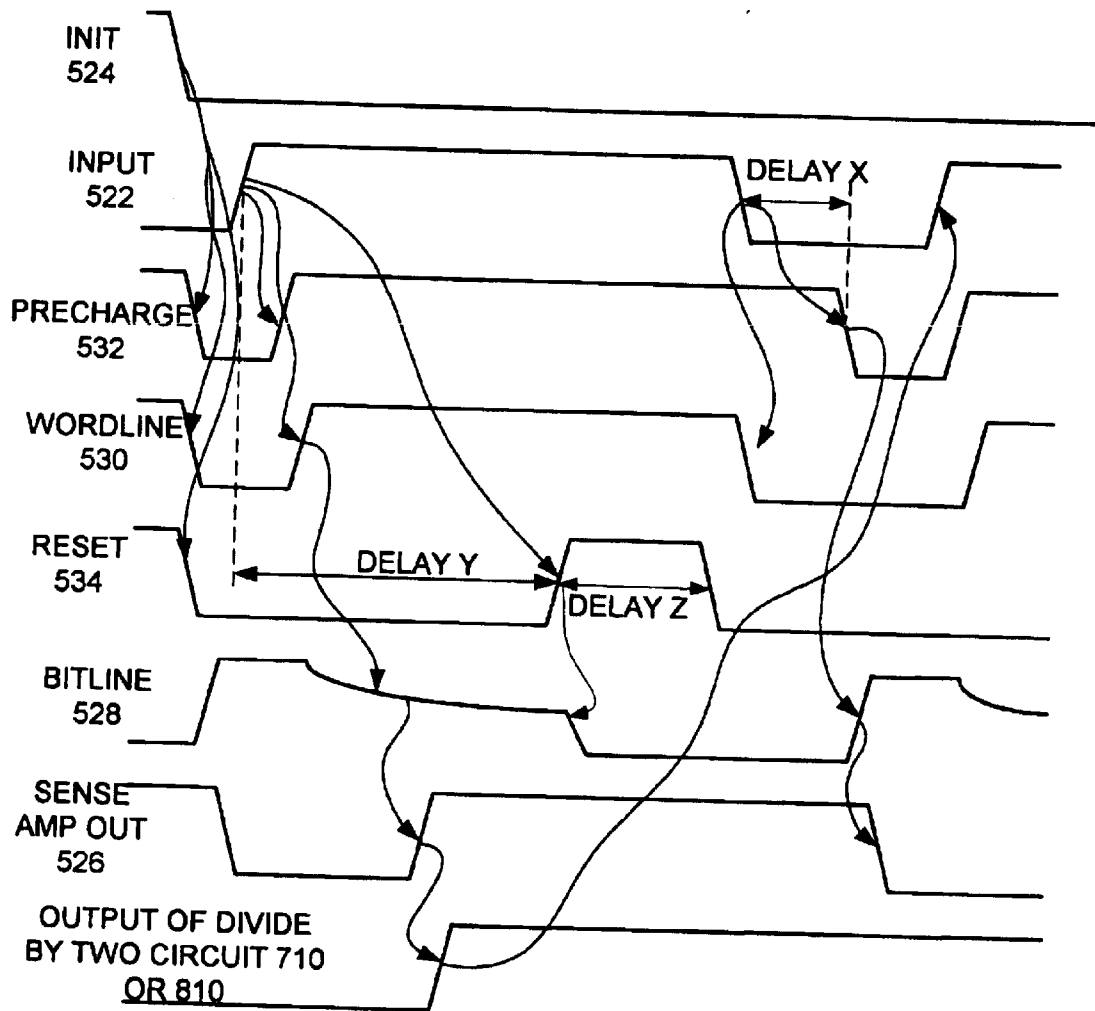 INIT
524
INPUT
522
DELAY X
PRECHARGE
532
WORDLINE
530
RESET
534
DELAY Y
DELAY Z
BITLINE
528
SENSE
AMP OUT
526
OUTPUT OF DIVIDE
BY TWO CIRCUIT 710
OR 810